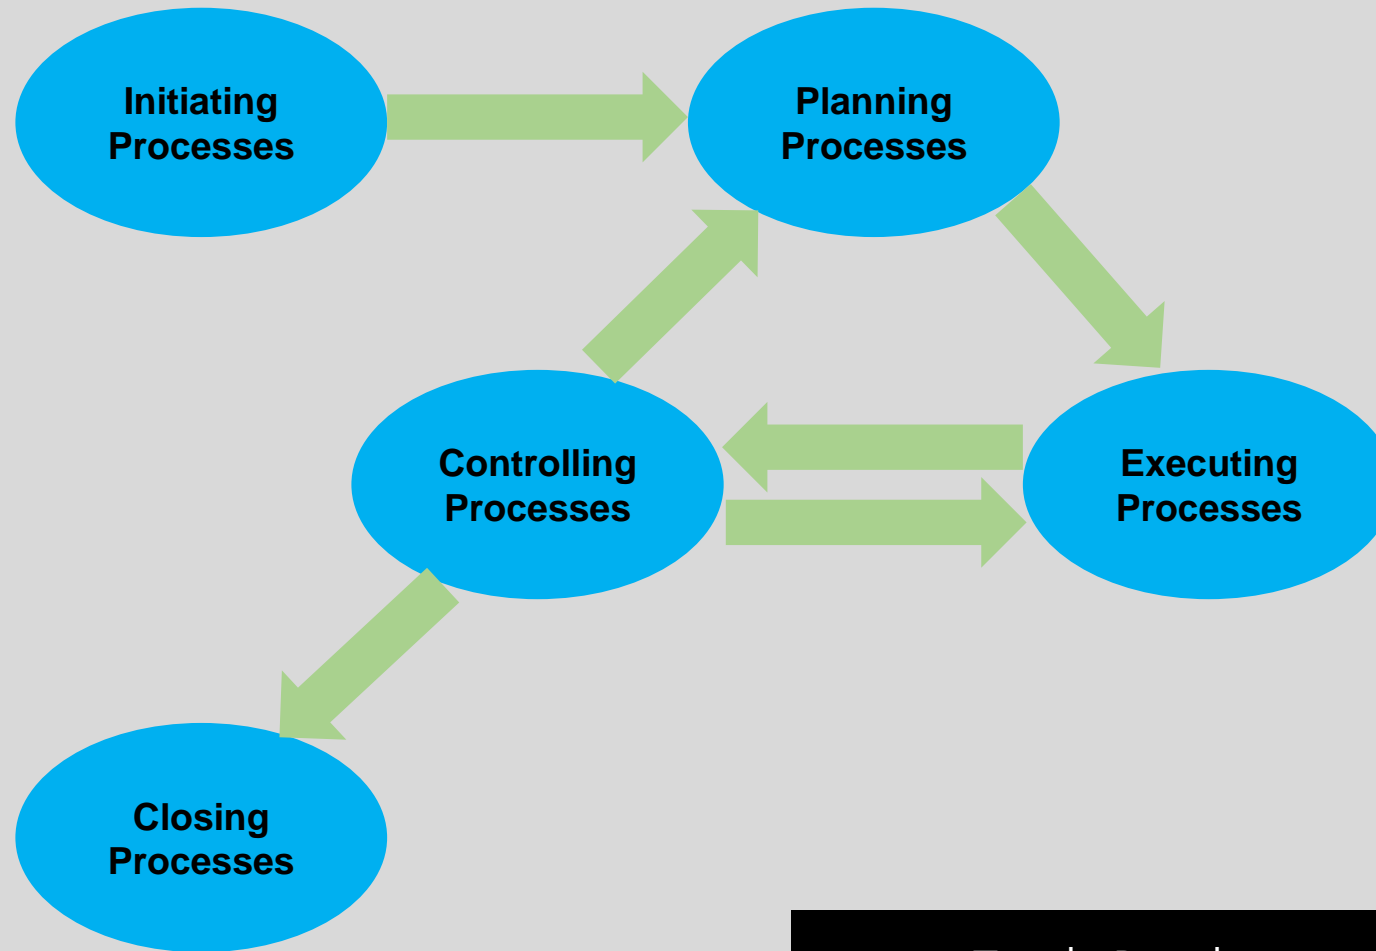 Initiating
Processes
Planning
Processes
Controlling
Processes
Executing
Processes
Closing
Processes